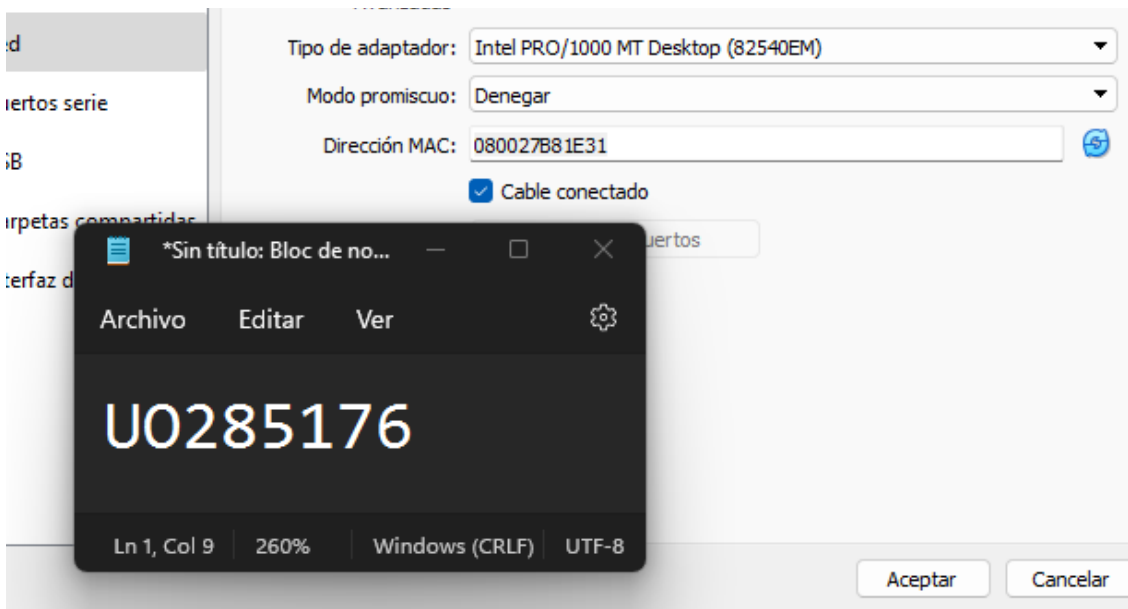 Tipo de adaptador: Intel PRO/1000 MT Desktop (82540EM)
Modo promiscuo: Denegar
Dirección MAC: 080027B81E31
Cable conectado
ed
uertos serie
SB
arpetas compartidas
terfaz d
uertos
*Sin título: Bloc de no...
Archivo Editar Ver
UO285176
Ln 1, Col 9 260% Windows (CRLF) UTF-8
Aceptar Cancelar